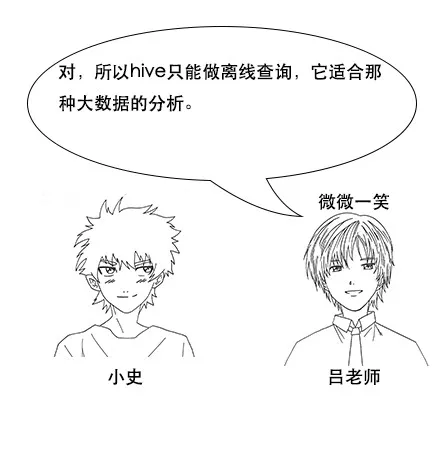 对，所以hive只能做离线查询，它适合那
种大数据的分析。
微微一笑
小史
吕老师